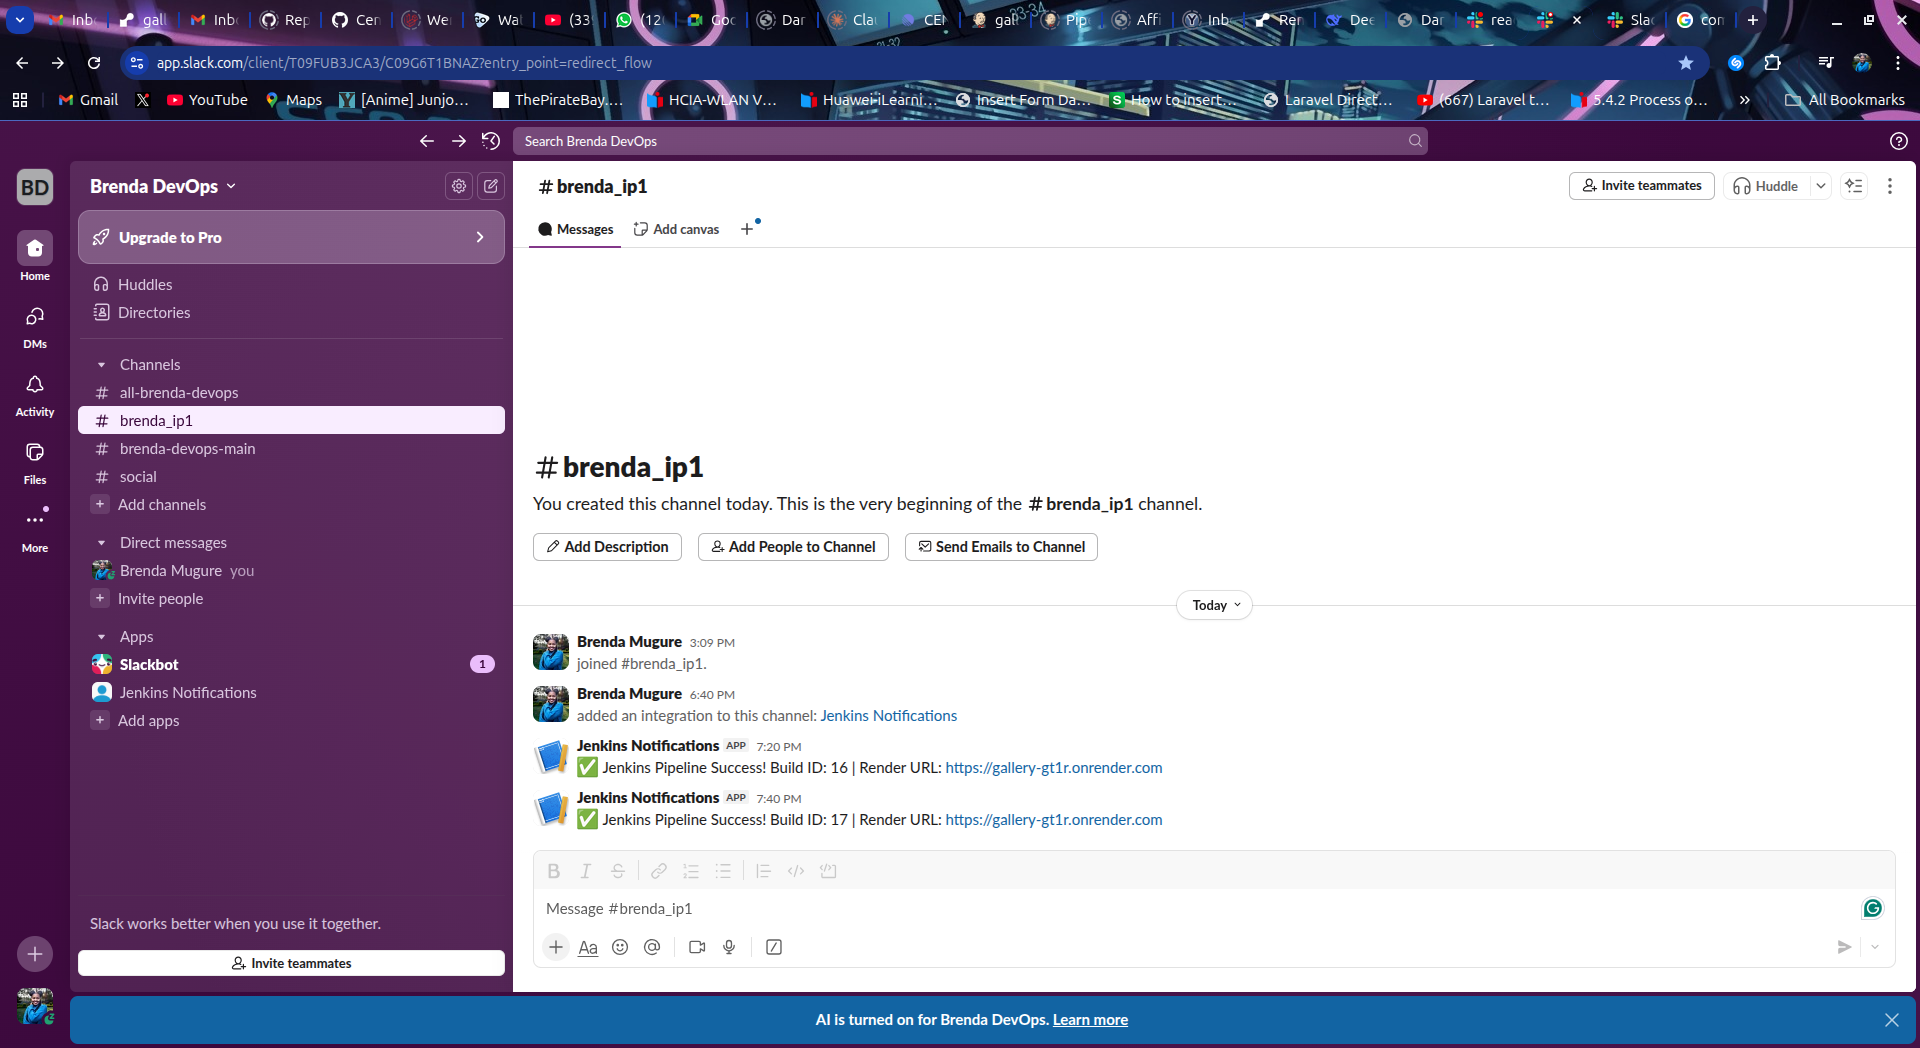 Inb
gall
Inb
Rep
Cen
We
Wal
(33
(12
Goo
Dar
Cla
CEI
gall
Pip
Affi
Inb
Ren
Dee
Dar
rea
Slac
con
app.slack.com/client/T09FUB3JCA3/C09G6T1BNAZ?entry_point=redirect_flow
Gmail
YouTube
Maps
[Anime] Junjo...
ThePirateBay....
HCIA-WLAN V...
Huawei iLearni...
Insert Form Da...
How to insert...
Laravel Direct...
(667) Laravel t...
5.4.2 Process o...
All Bookmarks
Search Brenda DevOps
BD
Home
DMs
Activity
Files
More
Brenda DevOps
Upgrade to Pro
Huddles
Directories
Channels
# all-brenda-devops
# brenda_ip1
# brenda-devops-main
# social
+ Add channels
Direct messages
Brenda Mugure you
+ Invite people
Apps
Slackbot 1
Jenkins Notifications
+ Add apps
Slack works better when you use it together.
Invite teammates
# brenda_ip1
Invite teammates
Huddle
Messages
Add canvas
# brenda_ip1
You created this channel today. This is the very beginning of the # brenda_ip1 channel.
Add Description
Add People to Channel
Send Emails to Channel
Today
Brenda Mugure 3:09 PM
joined #brenda_ip1.
Brenda Mugure 6:40 PM
added an integration to this channel: Jenkins Notifications
Jenkins Notifications APP 7:20 PM
✅ Jenkins Pipeline Success! Build ID: 16 | Render URL: https://gallery-gt1r.onrender.com
Jenkins Notifications APP 7:40 PM
✅ Jenkins Pipeline Success! Build ID: 17 | Render URL: https://gallery-gt1r.onrender.com
B I S
Message #brenda_ip1
Aa
AI is turned on for Brenda DevOps. Learn more